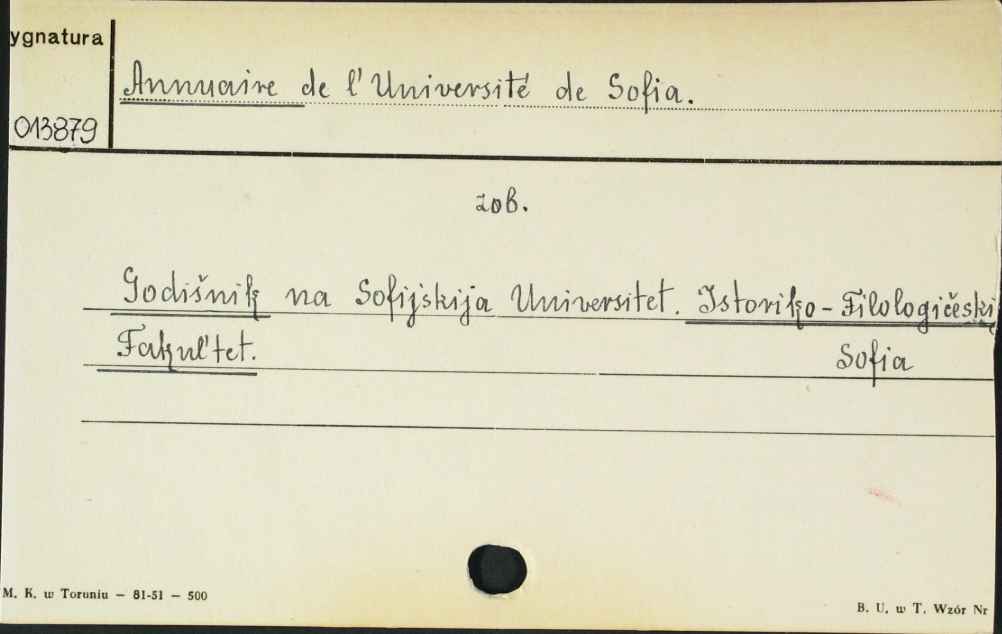 ygnatura
Annuaire de l'Université de Sofia.
013879
zob.
Godišnik na Sofijskija Universitet. Istoriko-Filologičeski
Fakul'tet.
Sofia
M. K. w Toruniu — 81-51 — 500
B. U. w T. Wzór Nr